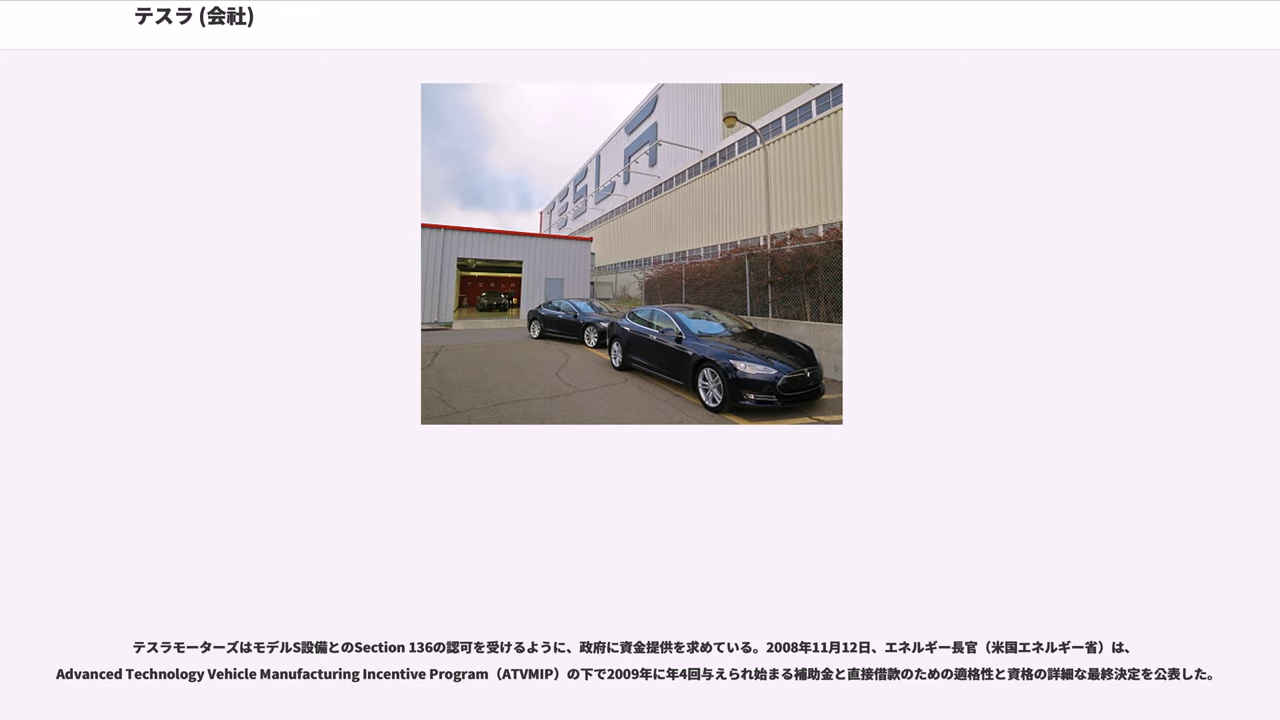 テスラ (会社)
TESLA
TESLA
テスラモーターズはモデルS設備とのSection 136の認可を受けるように、政府に資金提供を求めている。2008年11月12日、エネルギー長官（米国エネルギー省）は、
Advanced Technology Vehicle Manufacturing Incentive Program（ATVMIP）の下で2009年に年4回与えられ始まる補助金と直接借款のための適格性と資格の詳細な最終決定を公表した。